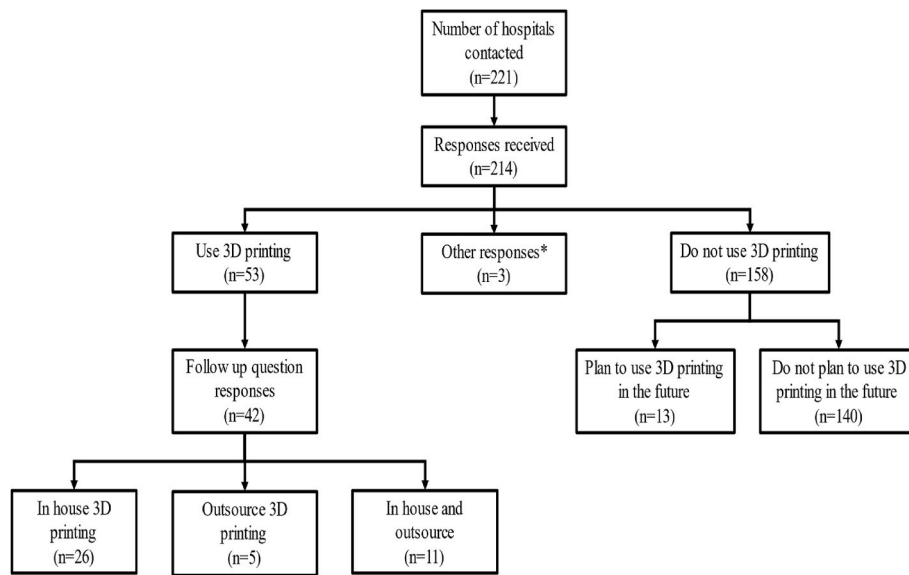 Number of hospitals
contacted
(n=221)
Responses received
(n=214)
Use 3D printing
(n=53)
Other responses*
(n=3)
Do not use 3D printing
(n=158)
Follow up question
responses
(n=42)
Plan to use 3D printing
in the future
(n=13)
Do not plan to use 3D
printing in the future
(n=140)
In house 3D
printing
(n=26)
Outsource 3D
printing
(n=5)
In house and
outsource
(n=11)